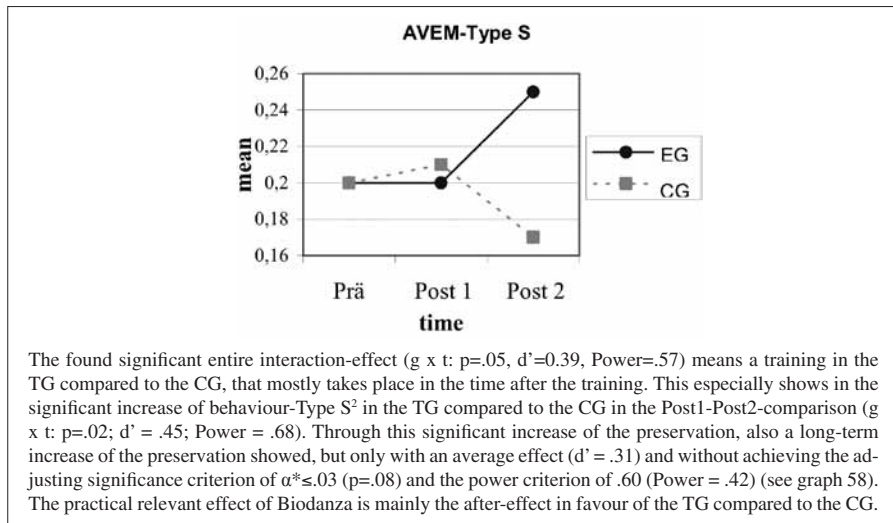 AVEM-Type S
0,26
0,24
0,22
0,2
0,18
0,16
mean
Prä Post 1 Post 2
time
EG
CG
The found significant entire interaction-effect (g x t: p=.05, d’=0.39, Power=.57) means a training in the
TG compared to the CG, that mostly takes place in the time after the training. This especially shows in the
significant increase of behaviour-Type S² in the TG compared to the CG in the Post1-Post2-comparison (g
x t: p=.02; d’ = .45; Power = .68). Through this significant increase of the preservation, also a long-term
increase of the preservation showed, but only with an average effect (d’ = .31) and without achieving the ad-
justing significance criterion of α*≤.03 (p=.08) and the power criterion of .60 (Power = .42) (see graph 58).
The practical relevant effect of Biodanza is mainly the after-effect in favour of the TG compared to the CG.